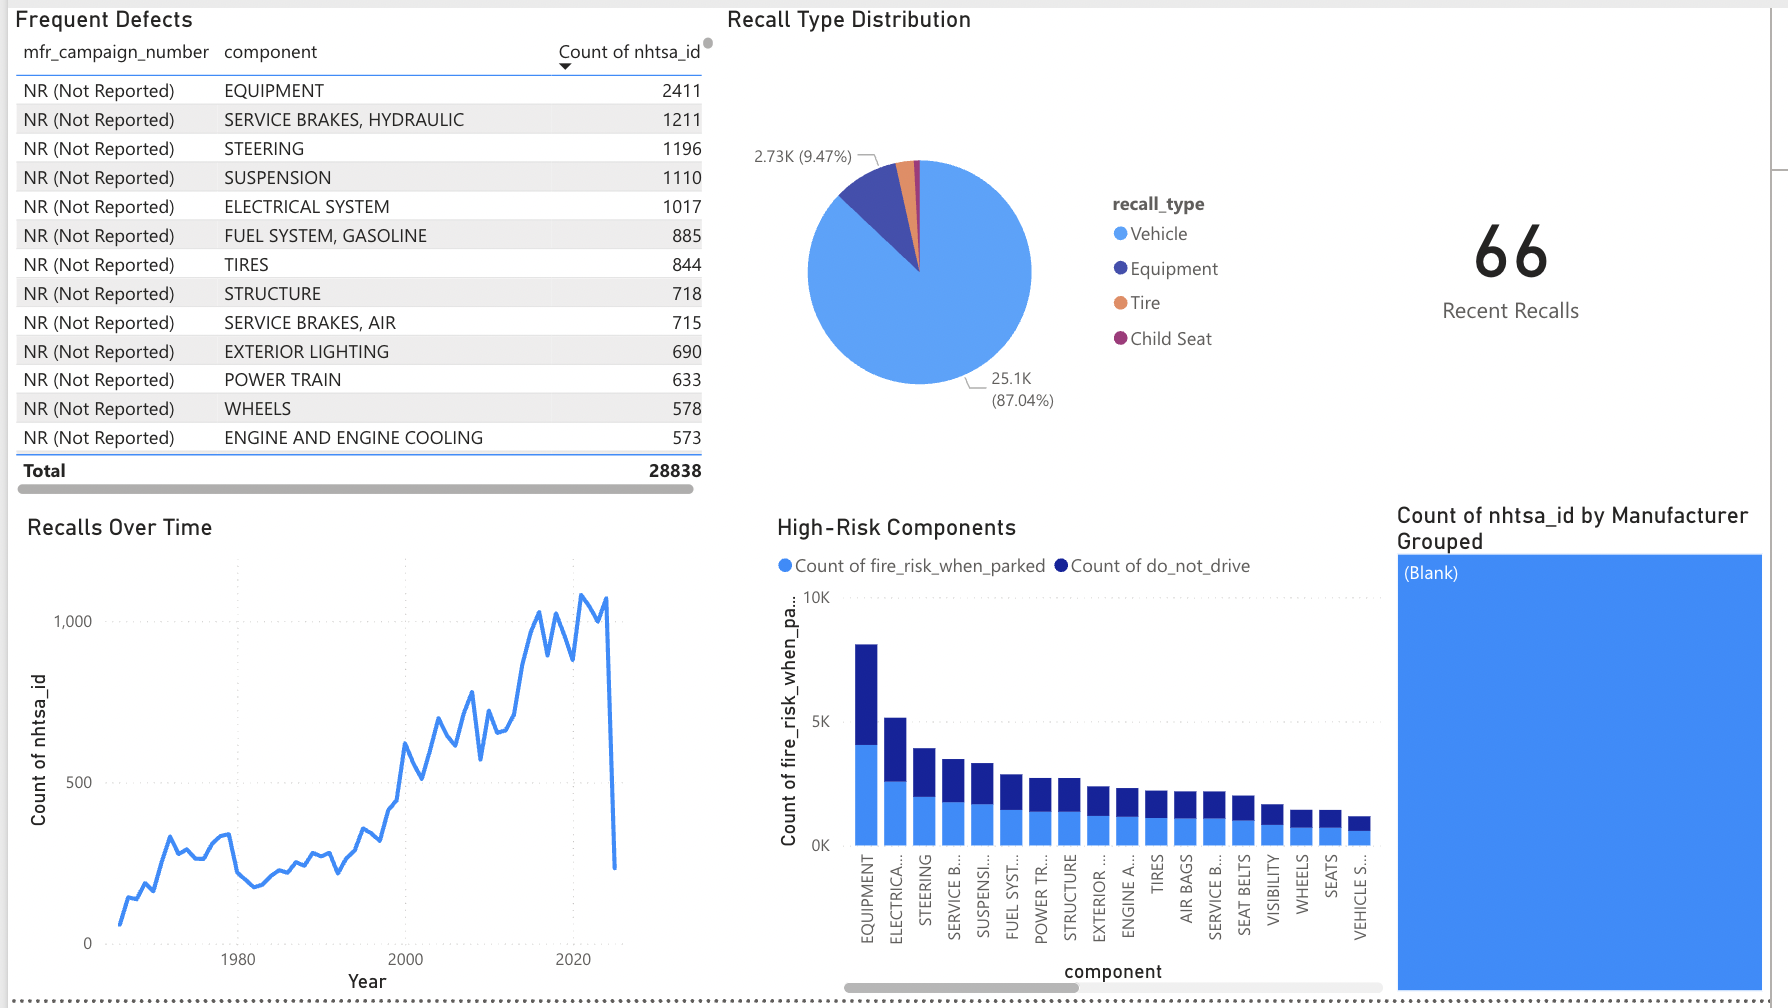 Frequent Defects
mfr_campaign_number component Count of nhtsa_id
NR (Not Reported) EQUIPMENT 2411
NR (Not Reported) SERVICE BRAKES, HYDRAULIC 1211
NR (Not Reported) STEERING 1196
NR (Not Reported) SUSPENSION 1110
NR (Not Reported) ELECTRICAL SYSTEM 1017
NR (Not Reported) FUEL SYSTEM, GASOLINE 885
NR (Not Reported) TIRES 844
NR (Not Reported) STRUCTURE 718
NR (Not Reported) SERVICE BRAKES, AIR 715
NR (Not Reported) EXTERIOR LIGHTING 690
NR (Not Reported) POWER TRAIN 633
NR (Not Reported) WHEELS 578
NR (Not Reported) ENGINE AND ENGINE COOLING 573
Total 28838
Recall Type Distribution
2.73K (9.47%)
25.1K
(87.04%)
recall_type
Vehicle
Equipment
Tire
Child Seat
66
Recent Recalls
Recalls Over Time
Count of nhtsa_id
1,000
500
0
1980 2000 2020
Year
High-Risk Components
Count of fire_risk_when_parked Count of do_not_drive
Count of fire_risk_when_pa...
10K
5K
0K
EQUIPMENT
ELECTRICA...
STEERING
SERVICE B...
SUSPENSI...
FUEL SYST...
POWER TR...
STRUCTURE
EXTERIOR ...
ENGINE A...
TIRES
AIR BAGS
SERVICE B...
SEAT BELTS
VISIBILITY
WHEELS
SEATS
VEHICLE S...
component
Count of nhtsa_id by Manufacturer
Grouped
(Blank)